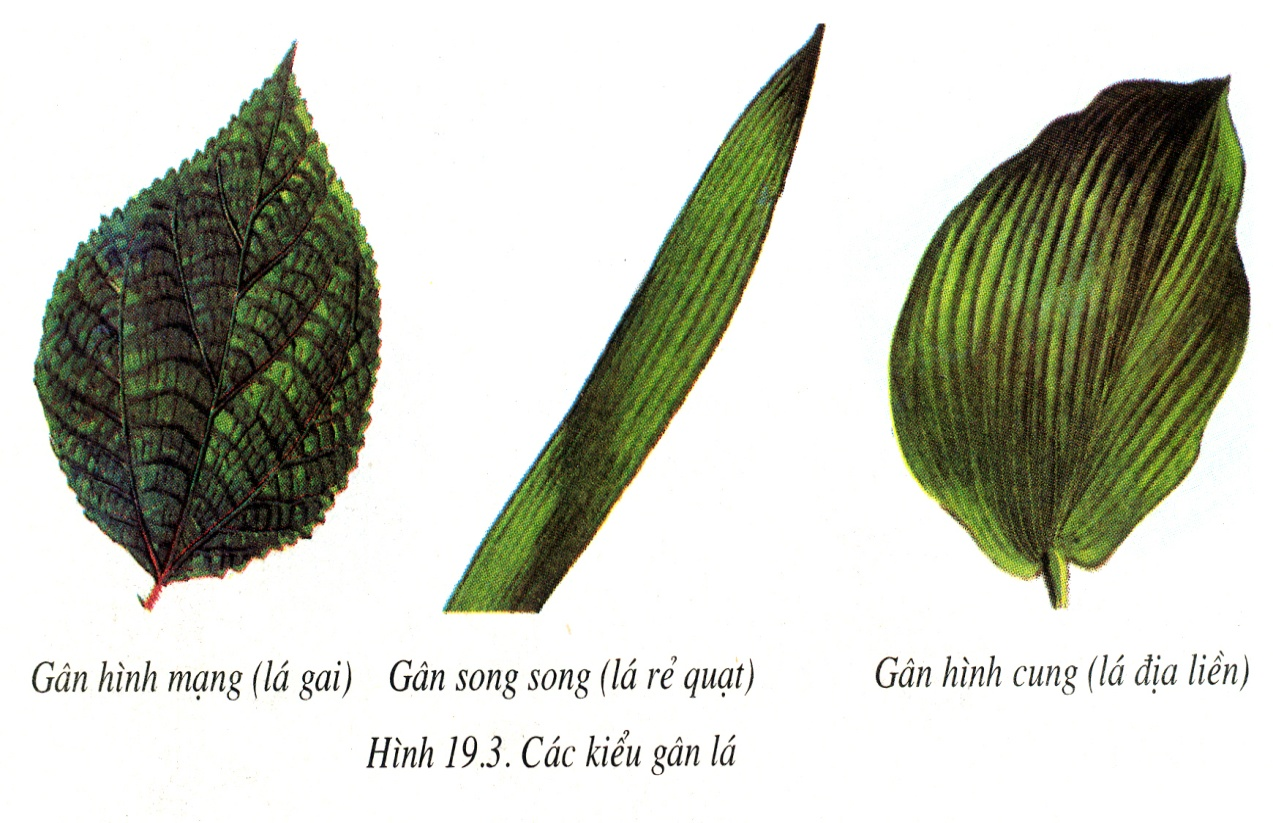 Gân hình mạng (lá gai) Gân song song (lá rẻ quạt) Gân hình cung (lá địa liền)
Hình 19.3. Các kiểu gân lá